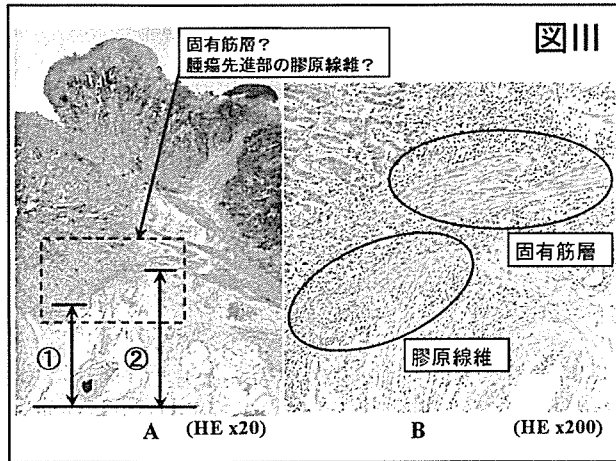 図III
固有筋層？
腫瘍先進部の膠原線維？
①
②
固有筋層
膠原線維
A (HE x20)
B (HE x200)